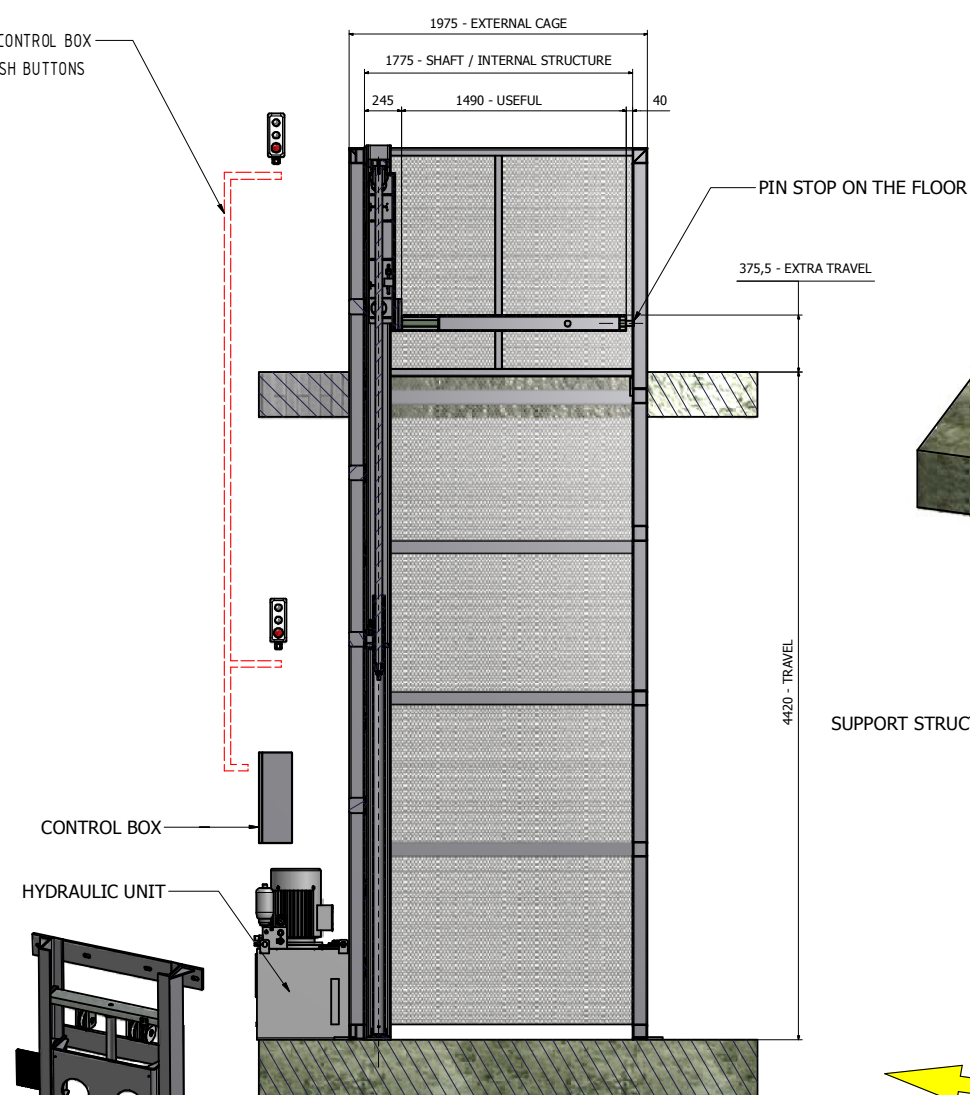 1975 - EXTERNAL CAGE
CONTROL BOX
1775 - SHAFT / INTERNAL STRUCTURE
SH BUTTONS
245
1490 - USEFUL
40
PIN STOP ON THE FLOOR
375,5 - EXTRA TRAVEL
4420 - TRAVEL
SUPPORT STRUC
CONTROL BOX
HYDRAULIC UNIT